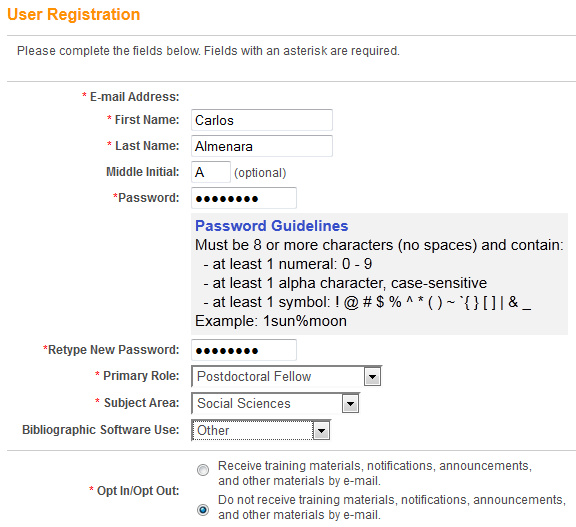 User Registration
Please complete the fields below. Fields with an asterisk are required.
* E-mail Address:
* First Name: Carlos
* Last Name: Almenara
Middle Initial: A (optional)
*Password: ●●●●●●●●
Password Guidelines
Must be 8 or more characters (no spaces) and contain:
- at least 1 numeral: 0 - 9
- at least 1 alpha character, case-sensitive
- at least 1 symbol: ! @ # $ % ^ * ( ) ~ `{ } [ ] | & _
Example: 1sun%moon
*Retype New Password: ●●●●●●●●
* Primary Role: Postdoctoral Fellow
* Subject Area: Social Sciences
Bibliographic Software Use: Other
* Opt In/Opt Out:
Receive training materials, notifications, announcements,
and other materials by e-mail.
Do not receive training materials, notifications, announcements,
and other materials by e-mail.